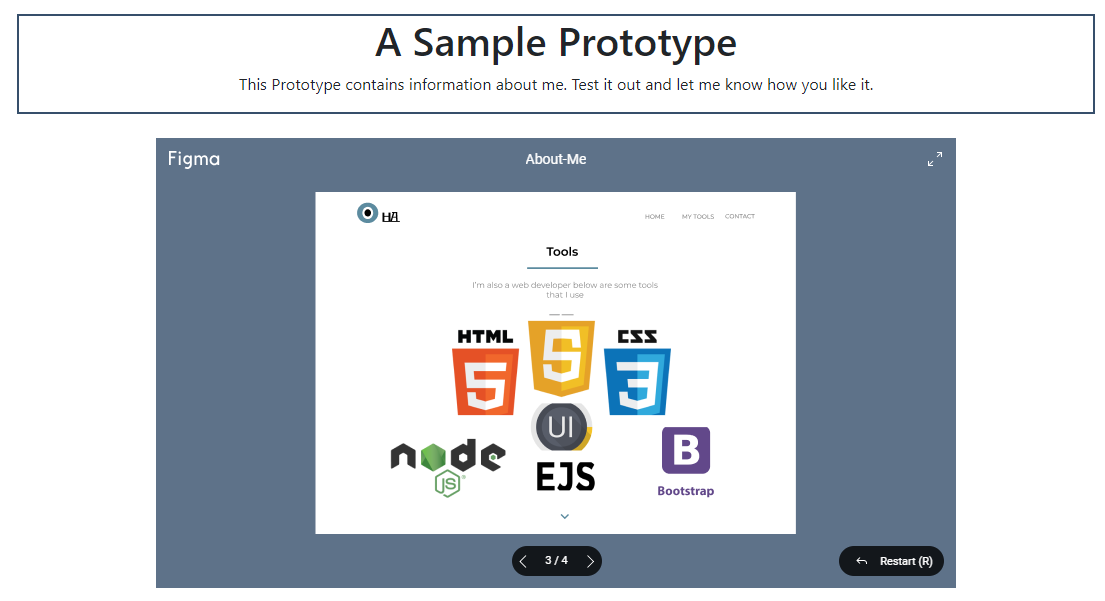 A Sample Prototype
This Prototype contains information about me. Test it out and let me know how you like it.
Figma
About-Me
HA
HOME MY TOOLS CONTACT
Tools
I'm also a web developer below are some tools
that I use
HTML
CSS
5
5
3
UI
node
JS
EJS
B
Bootstrap
3 / 4
Restart (R)